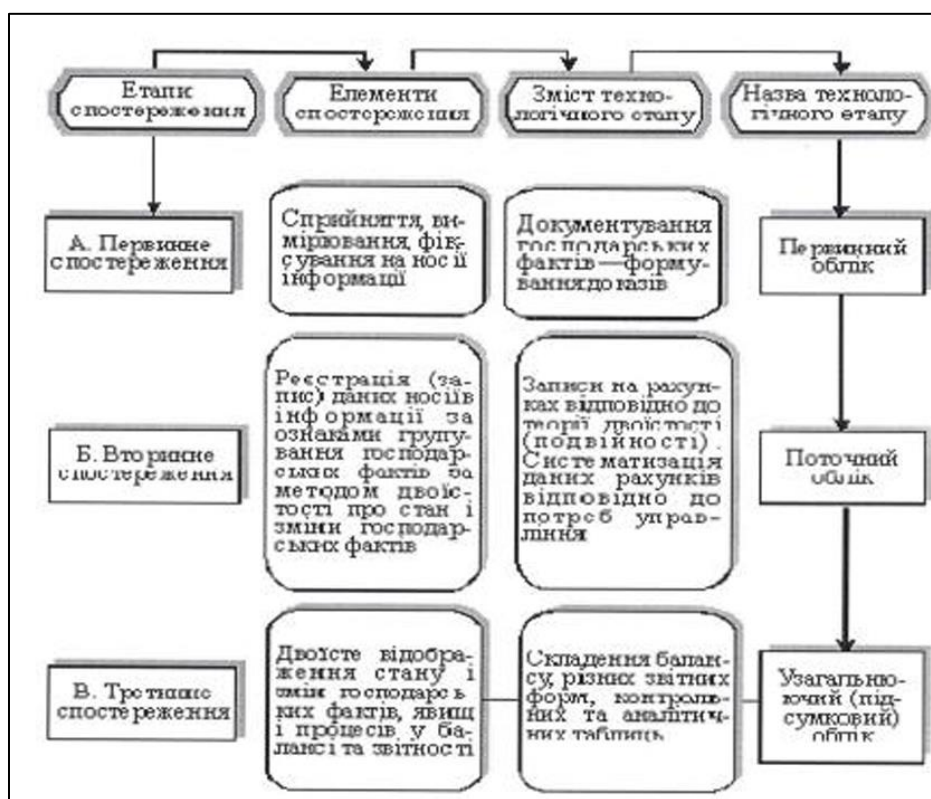 Етапи
спостереження
Елементи
спостереження
Зміст техно-
логічного етапу
Назва техноло-
гічного етапу
А. Первинне
спостереження
Сприйняття, ви-
мірювання, фік-
сування на носії
інформації
Документування
господарських
фактів—форму-
вання доказів
Первинний
облік
Б. Вторинне
спостереження
Реєстрація (за-
пис) даних носіїв
інформації за
ознаками групу-
вання господар-
ських фактів за
методом двоїс-
тості про стан і
зміни господар-
ських фактів
Записи на рахун-
ках відповідно до
теорії двоїстості
(подвійності).
Систематизація
даних рахунків
відповідно до
потреб управ-
ління
Поточний
облік
В. Третинне
спостереження
Двоїсте відобра-
ження стану і
змін господарсь-
ких фактів, явищ
і процесів у ба-
лансі та звітності
Складення балан-
су, різних звітних
форм, контроль-
них та аналітич-
них таблиць
Узагальню-
ючий (під-
сумковий)
облік